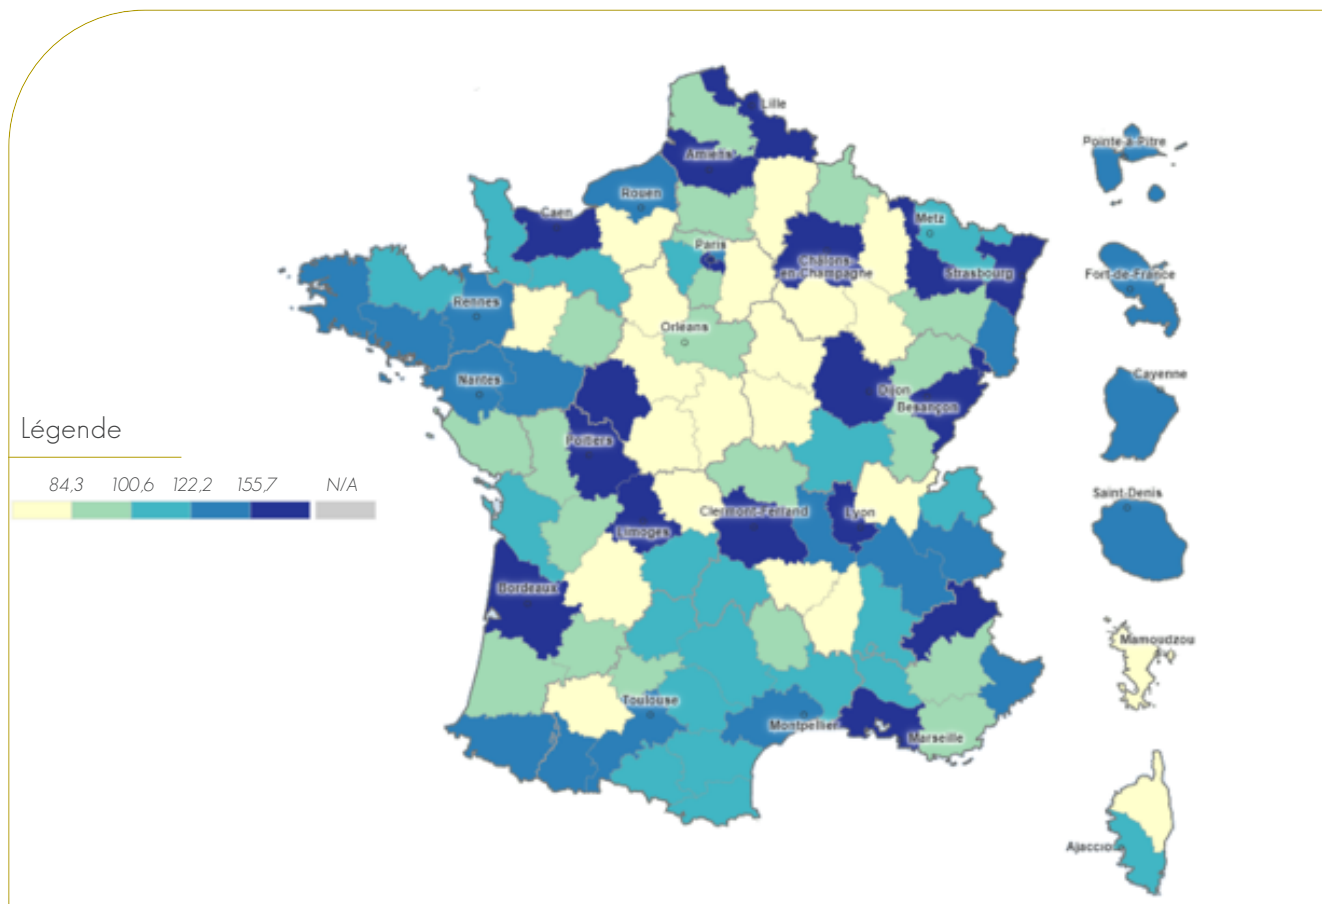 Lille
Amiens
Rouen
Caen
Metz
Paris
Châlons-
en-Champagne
Strasbourg
Rennes
Orléans
Nantes
Dijon
Besançon
Poitiers
Clermont-Ferrand
Lyon
Limoges
Bordeaux
Toulouse
Montpellier
Marseille
Pointe-à-Pitre
Fort-de-France
Cayenne
Saint-Denis
Mamoudzou
Ajaccio
Légende
84,3 100,6 122,2 155,7 N/A